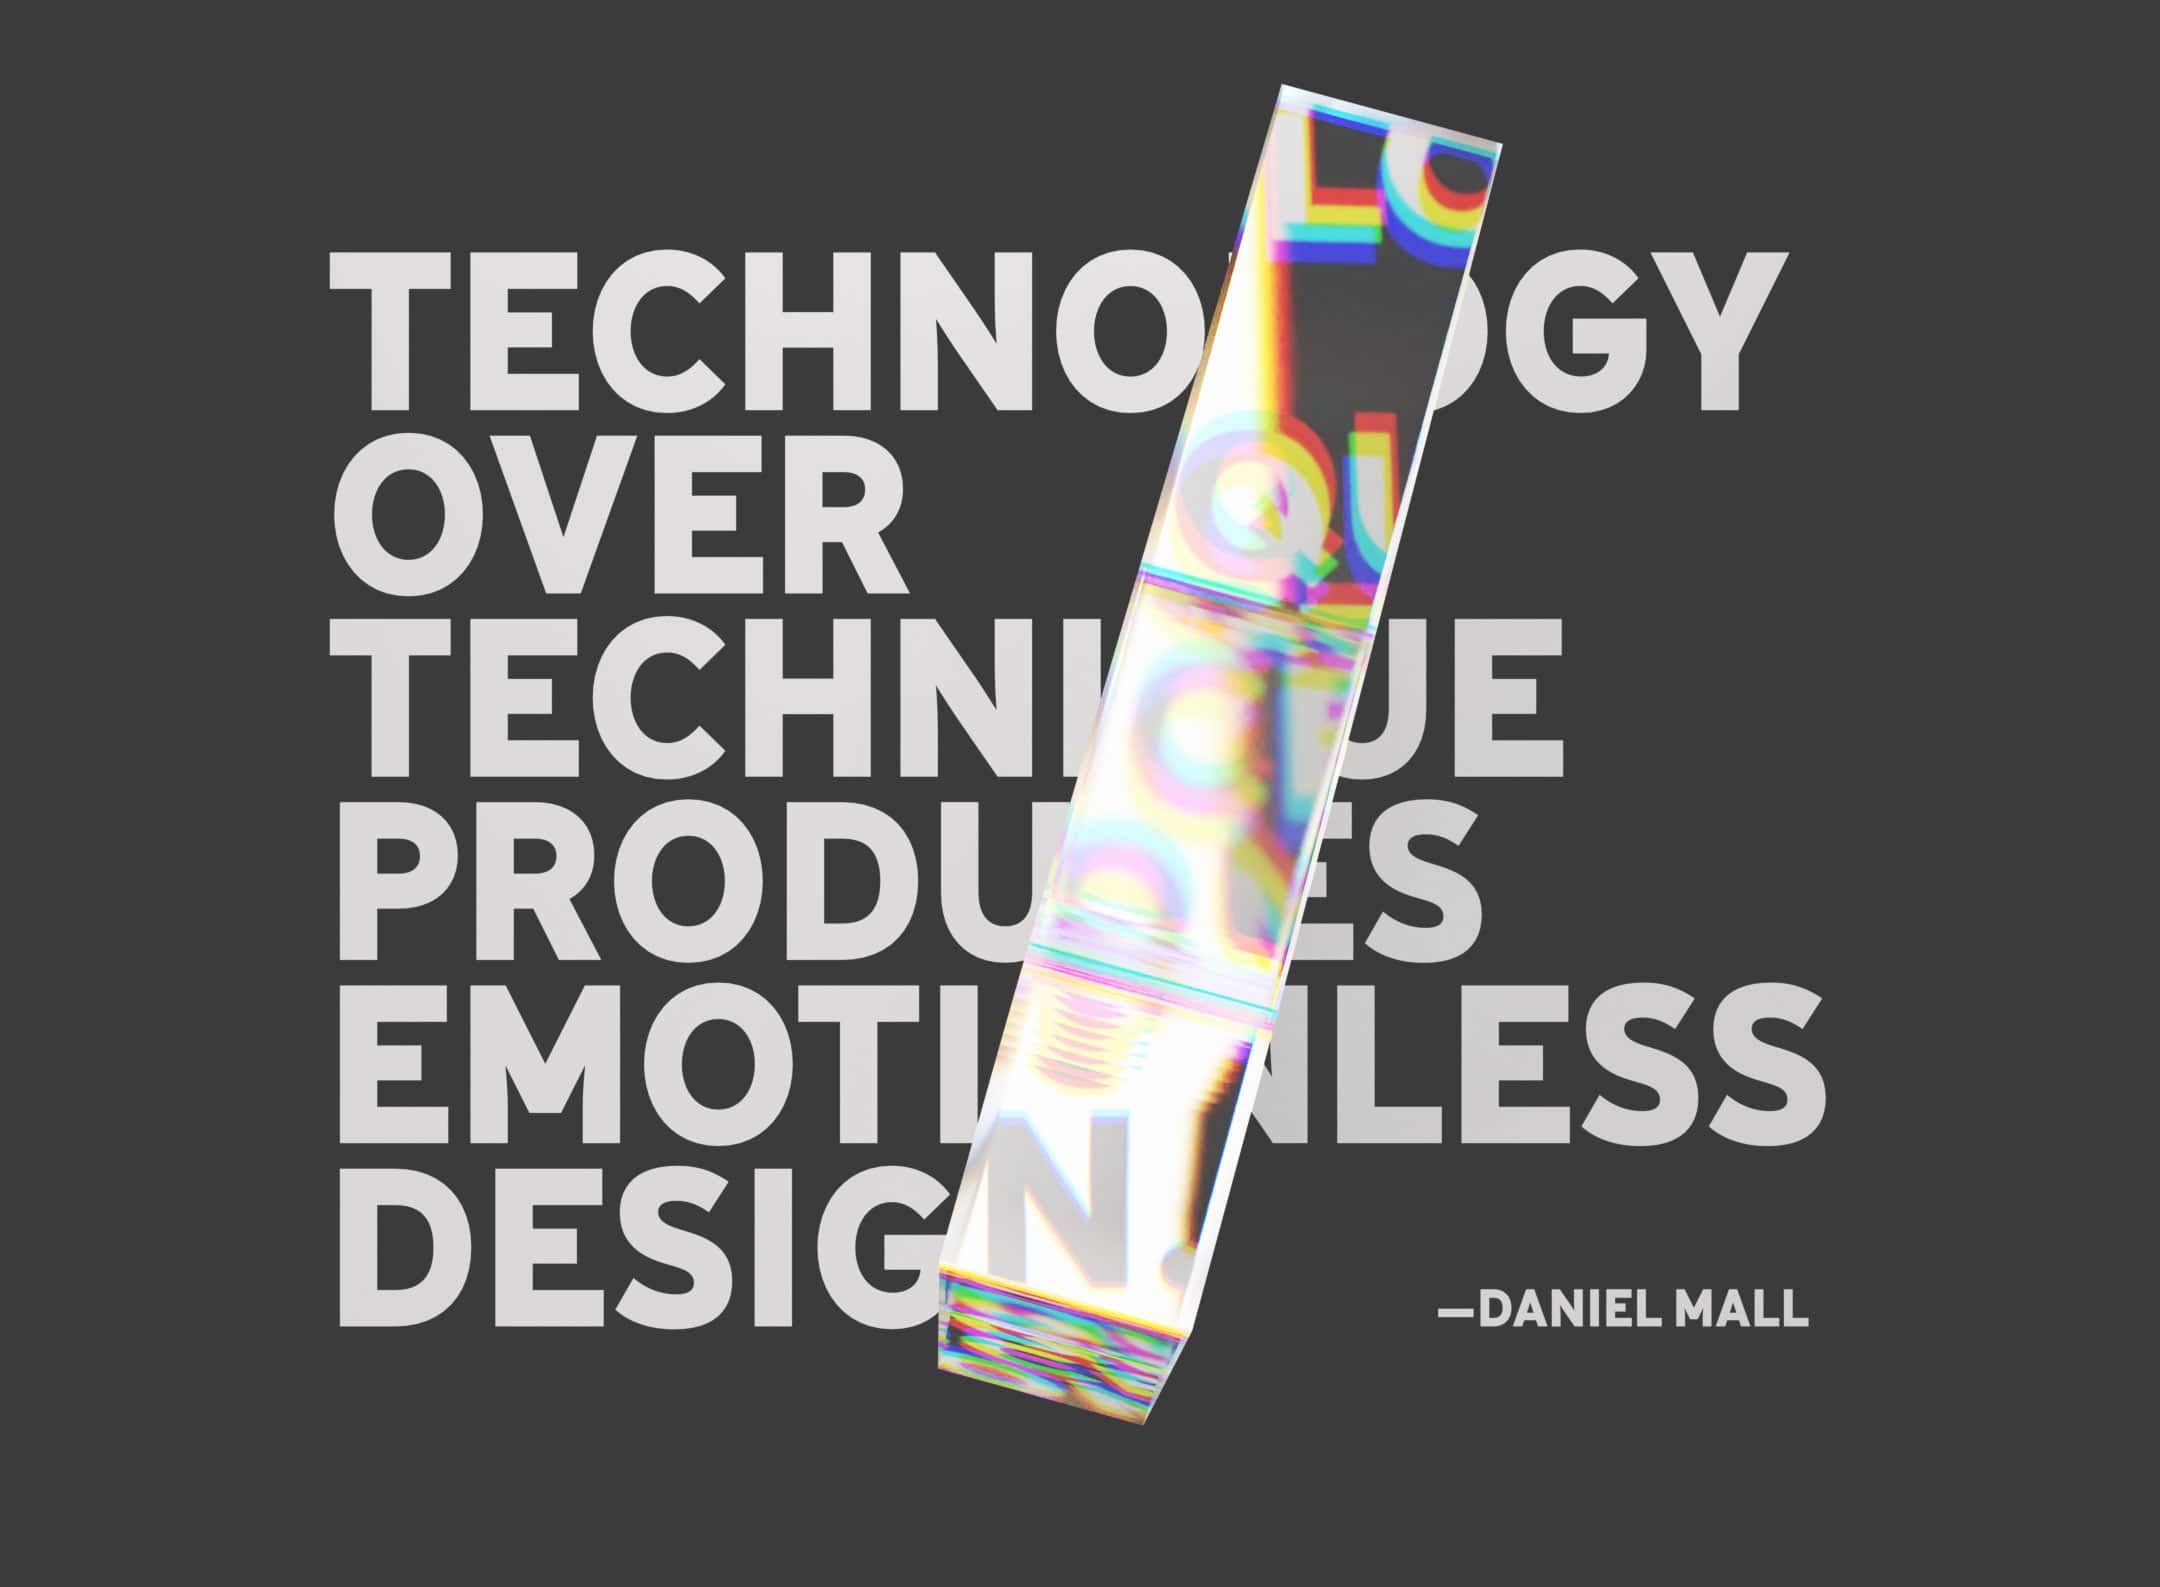 TECHNOLOGY
OVER
TECHNIQUE
PRODUCES
EMOTIONLESS
DESIGN.
—DANIEL MALL